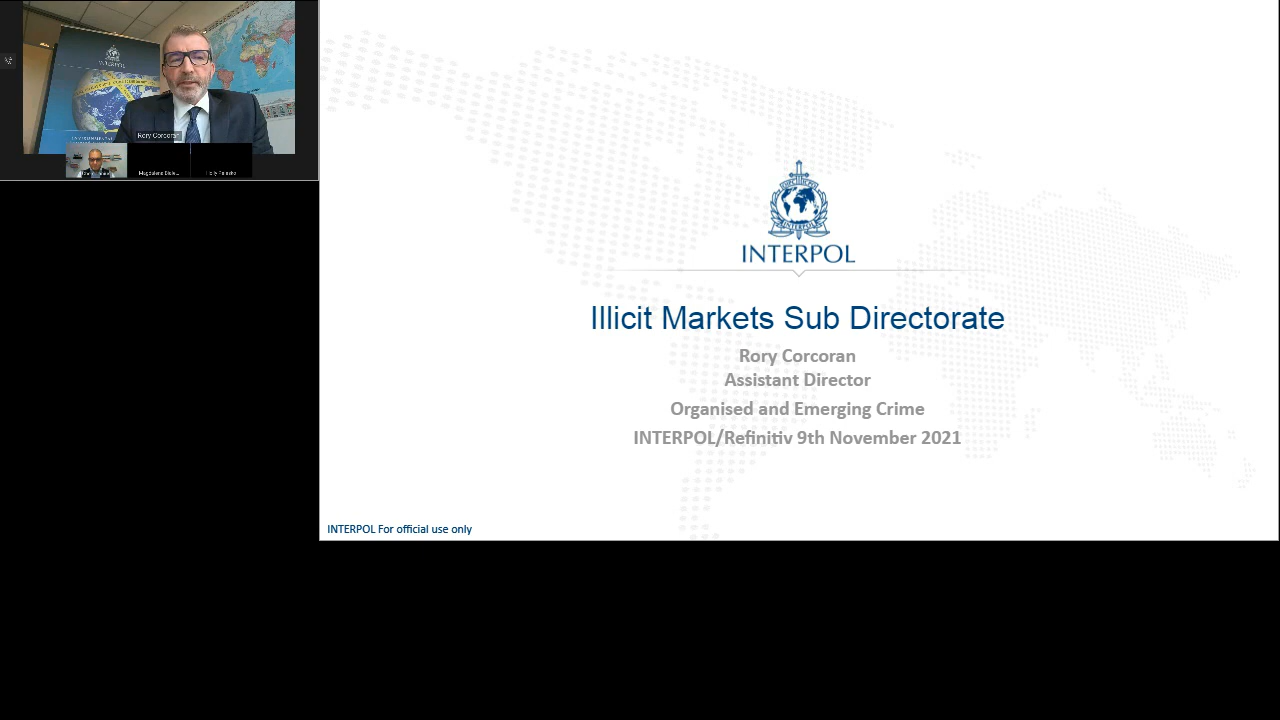 INTERPOL
Rory Corcoran
INTERPOL
Illicit Markets Sub Directorate
Rory Corcoran
Assistant Director
Organised and Emerging Crime
INTERPOL/Refinitiv 9th November 2021
INTERPOL For official use only